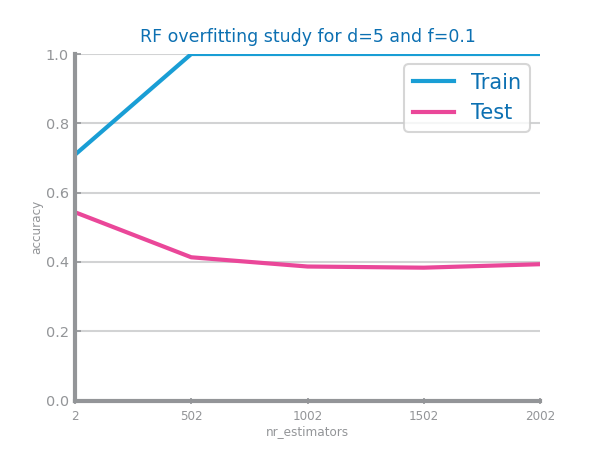 RF overfitting study for d=5 and f=0.1
1.0
Train
Test
0.8
0.6
accuracy
0.4
0.2
0.0
2 502 1002 1502 2002
nr_estimators